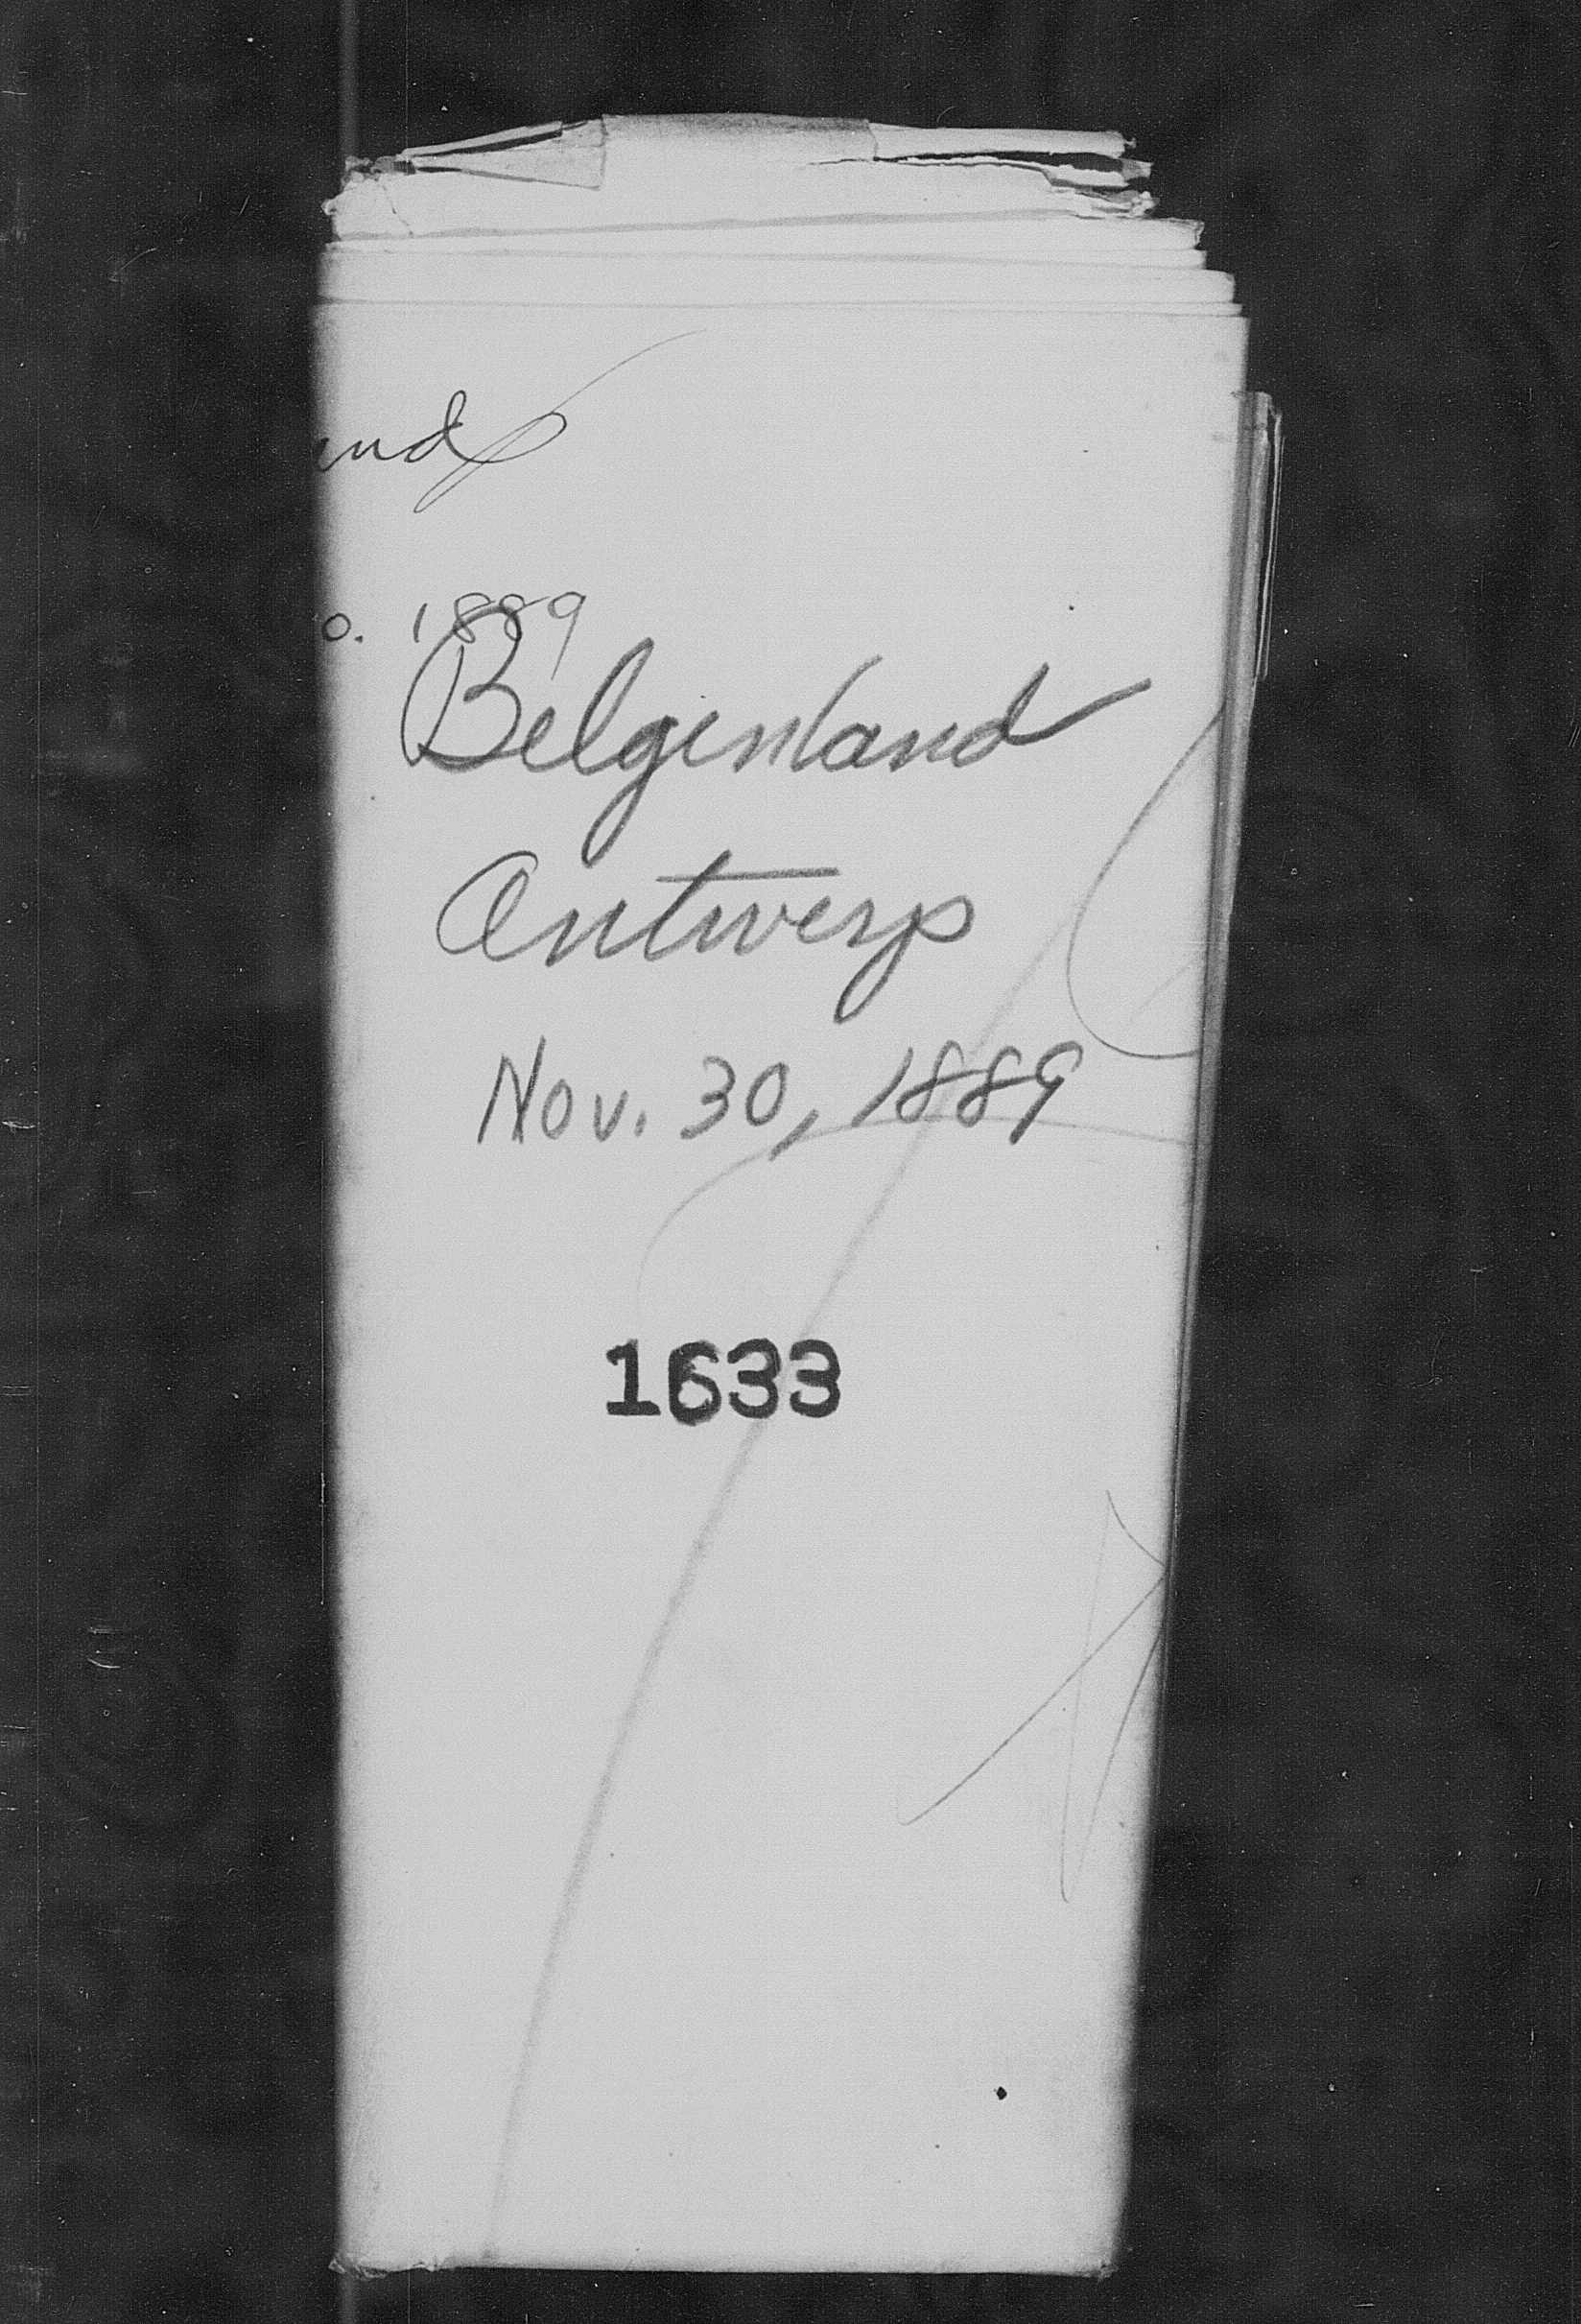 and
o. 1889
Belgenland
Antwerp
Nov. 30, 1889
1633